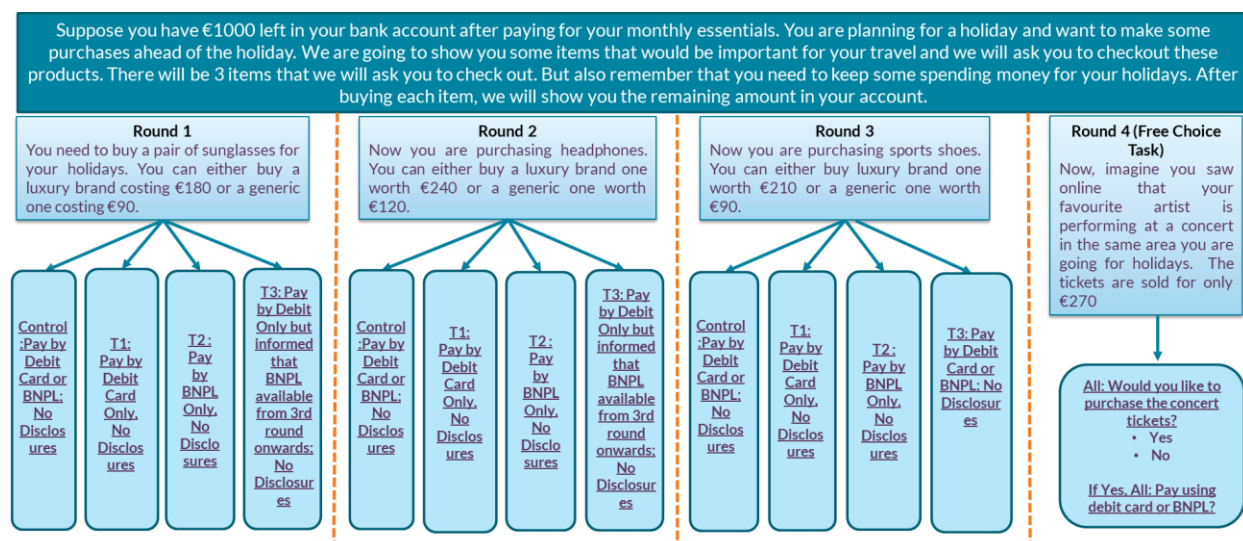 Suppose you have €1000 left in your bank account after paying for your monthly essentials. You are planning for a holiday and want to make some
purchases ahead of the holiday. We are going to show you some items that would be important for your travel and we will ask you to checkout these
products. There will be 3 items that we will ask you to check out. But also remember that you need to keep some spending money for your holidays. After
buying each item, we will show you the remaining amount in your account.
Round 1
You need to buy a pair of sunglasses for
your holidays. You can either buy a
luxury brand costing €180 or a generic
one costing €90.
Control
:Pay by
Debit
Card or
BNPL;
No
Disclos
ures
T1:
Pay by
Debit
Card
Only,
No
Disclos
ures
T2 :
Pay
by
BNPL
Only, No
Disclo
sures
T3: Pay
by Debit
Only but
informed
that
BNPL
available
from 3rd
round
onwards;
No
Disclosur
es
Round 2
Now you are purchasing headphones.
You can either buy a luxury brand one
worth €240 or a generic one worth
€120.
Control
:Pay by
Debit
Card or
BNPL;
No
Disclos
ures
T1:
Pay by
Debit
Card
Only,
No
Disclos
ures
T2 :
Pay
by
BNPL
Only, No
Disclo
sures
T3: Pay
by Debit
Only but
informed
that
BNPL
available
from 3rd
round
onwards;
No
Disclosur
es
Round 3
Now you are purchasing sports shoes.
You can either buy luxury brand one
worth €210 or a generic one worth
€90.
Control
:Pay by
Debit
Card or
BNPL;
No
Disclos
ures
T1:
Pay by
Debit
Card
Only,
No
Disclos
ures
T2 :
Pay by
BNPL
Only, No
Disclos
ures
T3: Pay
by Debit
Card or
BNPL; No
Disclosur
es
Round 4 (Free Choice
Task)
Now, imagine you saw
online that your
favourite artist is
performing at a concert
in the same area you are
going for holidays. The
tickets are sold for only
€270
All: Would you like to
purchase the concert
tickets?
• Yes
• No
If Yes, All: Pay using
debit card or BNPL?